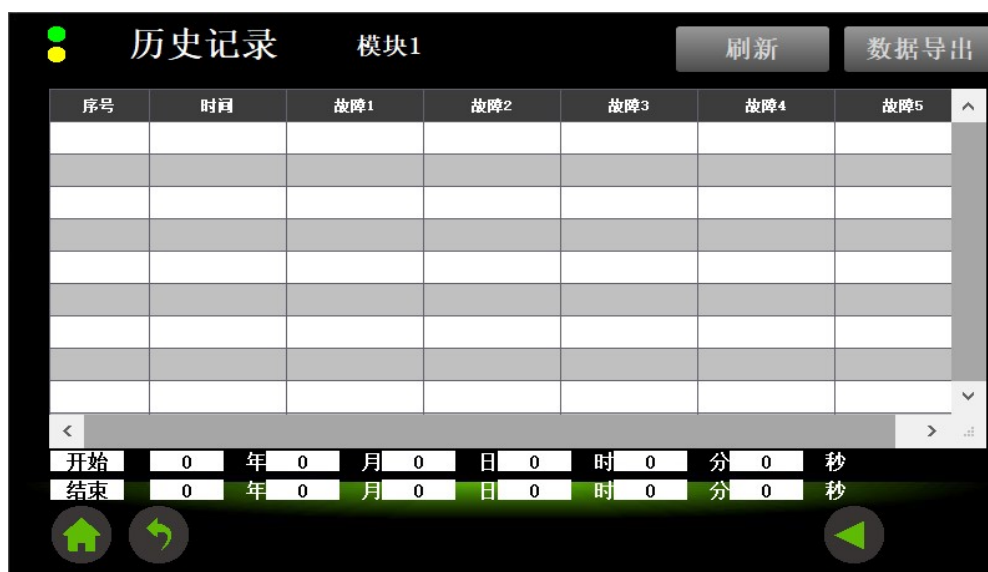 历史记录 模块1 刷新 数据导出
序号 时间 故障1 故障2 故障3 故障4 故障5
开始 0 年 0 月 0 日 0 时 0 分 0 秒
结束 0 年 0 月 0 日 0 时 0 分 0 秒